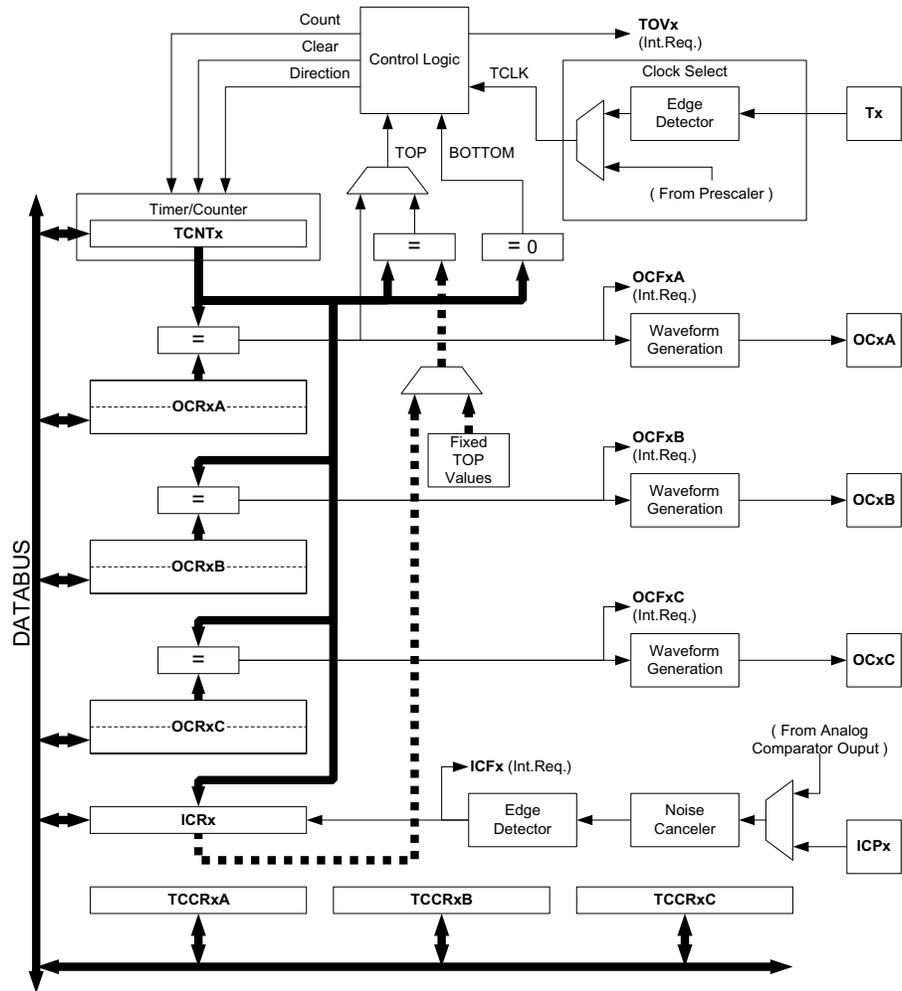 Count
Clear
Direction
Control Logic
TOVx
(Int.Req.)
TCLK
Clock Select
Edge
Detector
Tx
( From Prescaler )
TOP
BOTTOM
Timer/Counter
TCNTx
=
= 0
OCFxA
(Int.Req.)
=
Waveform
Generation
OCxA
OCRxA
Fixed
TOP
Values
OCFxB
(Int.Req.)
=
Waveform
Generation
OCxB
OCRxB
DATABUS
OCFxC
(Int.Req.)
=
Waveform
Generation
OCxC
OCRxC
( From Analog
Comparator Ouput )
ICFx (Int.Req.)
ICRx
Edge
Detector
Noise
Canceler
ICPx
TCCRxA
TCCRxB
TCCRxC